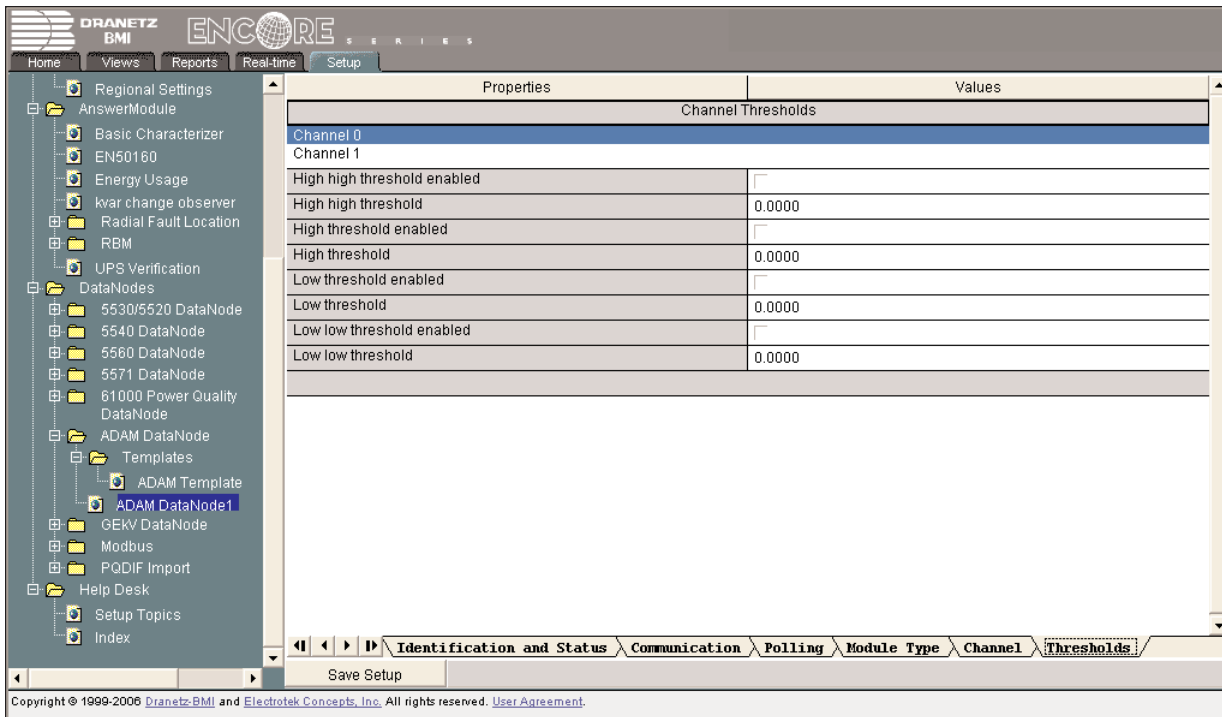 DRANETZ
BMI
ENCORE
SERIES
Home Views Reports Real-time Setup
Regional Settings
AnswerModule
Basic Characterizer
EN50160
Energy Usage
kvar change observer
Radial Fault Location
RBM
UPS Verification
DataNodes
5530/5520 DataNode
5540 DataNode
5560 DataNode
5571 DataNode
61000 Power Quality
DataNode
ADAM DataNode
Templates
ADAM Template
ADAM DataNode1
GEkV DataNode
Modbus
PQDIF Import
Help Desk
Setup Topics
Index
Properties Values
Channel Thresholds
Channel 0
Channel 1
High high threshold enabled
High high threshold 0.0000
High threshold enabled
High threshold 0.0000
Low threshold enabled
Low threshold 0.0000
Low low threshold enabled
Low low threshold 0.0000
Identification and Status Communication Polling Module Type Channel Thresholds
Save Setup
Copyright © 1999-2006 Dranetz-BMI and Electrotek Concepts, Inc. All rights reserved. User Agreement.